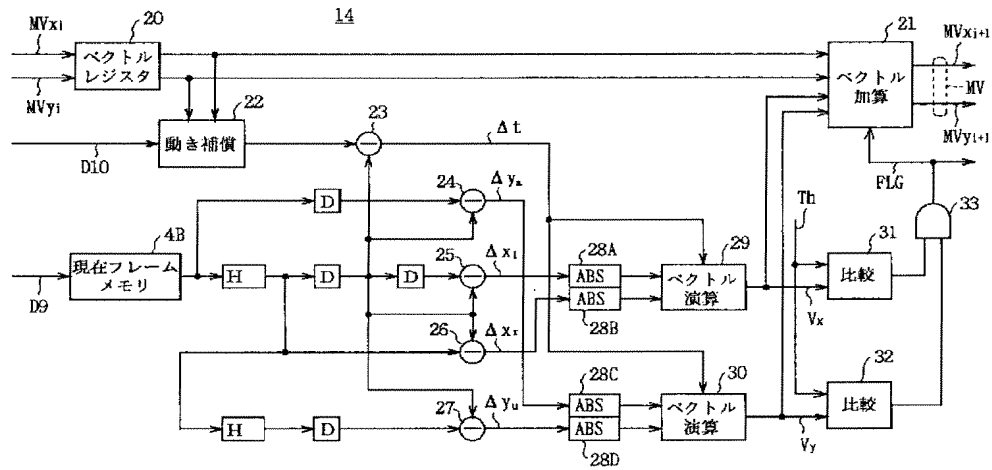 14
MVxi
20
ベクトル
レジスタ
MVyi
21
ベクトル
加算
MVxi+1
MV
MVyi+1
22
動き補償
D10
23
Δt
24
FLG
33
D
Th
4B
現在フレーム
メモリ
D9
H
D
D
25
Δxl
28A
ABS
ABS
28B
29
ベクトル
演算
31
比較
Vx
26
Δxr
28C
ABS
ABS
28D
30
ベクトル
演算
32
比較
Vy
H
D
27
Δyu